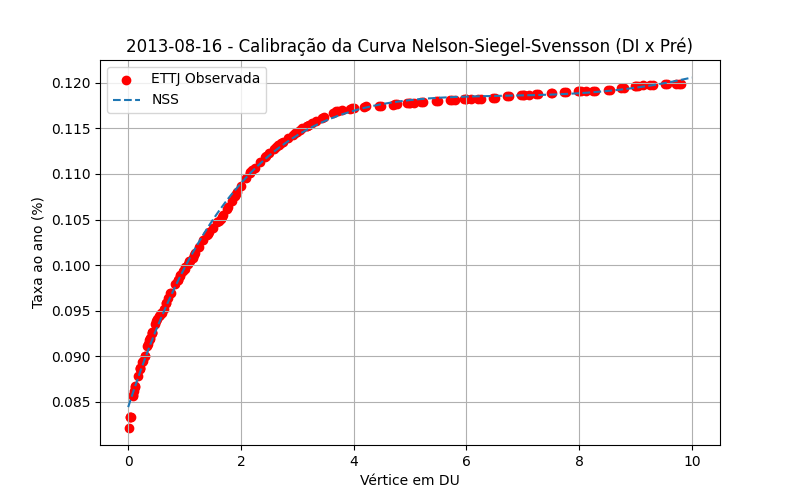 2013-08-16 - Calibração da Curva Nelson-Siegel-Svensson (DI x Pré)
ETTJ Observada
NSS
Taxa ao ano (%)
0.120
0.115
0.110
0.105
0.100
0.095
0.090
0.085
0 2 4 6 8 10
Vértice em DU